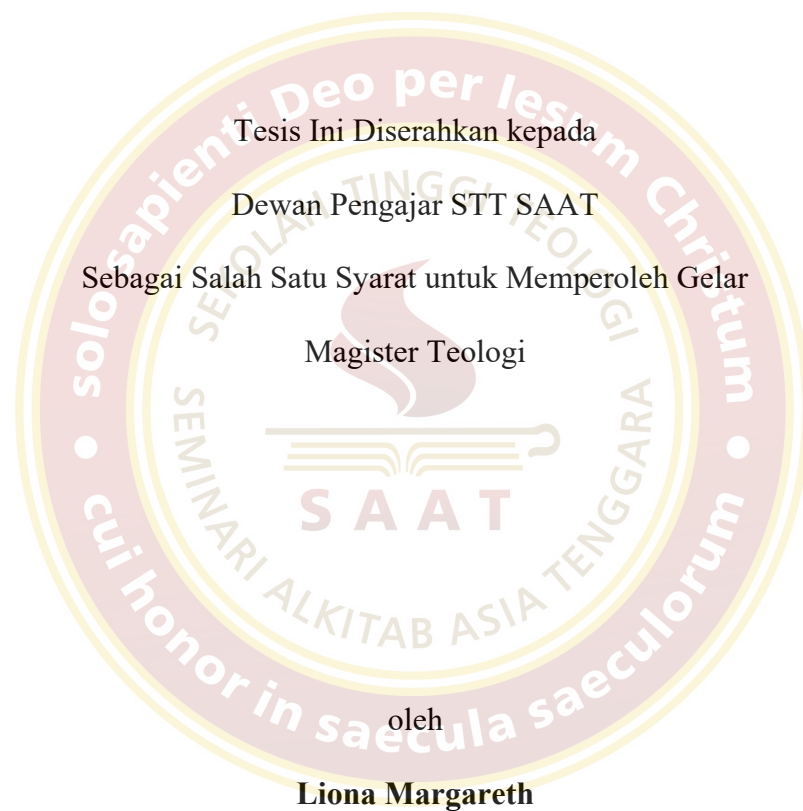 Tesis Ini Diserahkan kepada
Dewan Pengajar STT SAAT
Sebagai Salah Satu Syarat untuk Memperoleh Gelar
Magister Teologi
oleh
Liona Margareth
solo sapienti Deo per Iesum Christum
cui honor in saecula saeculorum
SEKOLAH TINGGI TEOLOGI
SEMINARI ALKITAB ASIA TENGGARA
SAAT